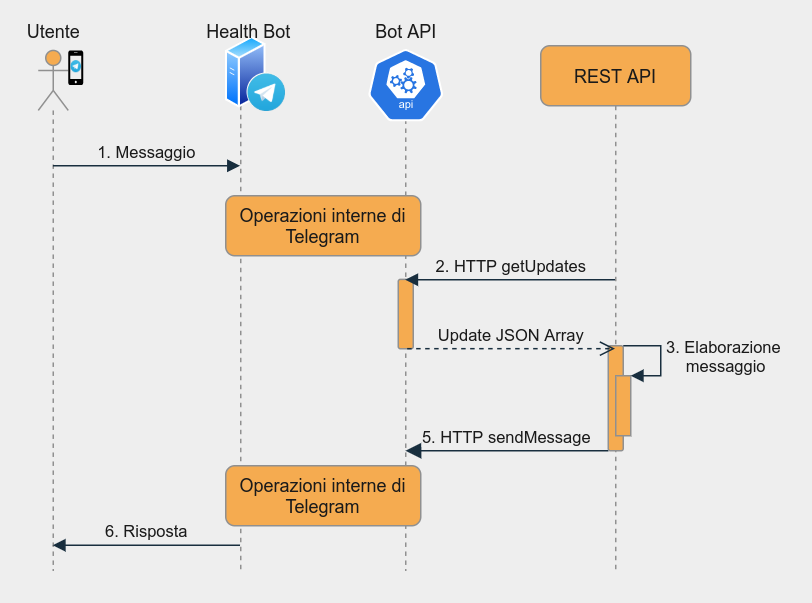 Utente
Health Bot
Bot API
REST API
api
1. Messaggio
Operazioni interne di
Telegram
2. HTTP getUpdates
Update JSON Array
3. Elaborazione
messaggio
5. HTTP sendMessage
Operazioni interne di
Telegram
6. Risposta